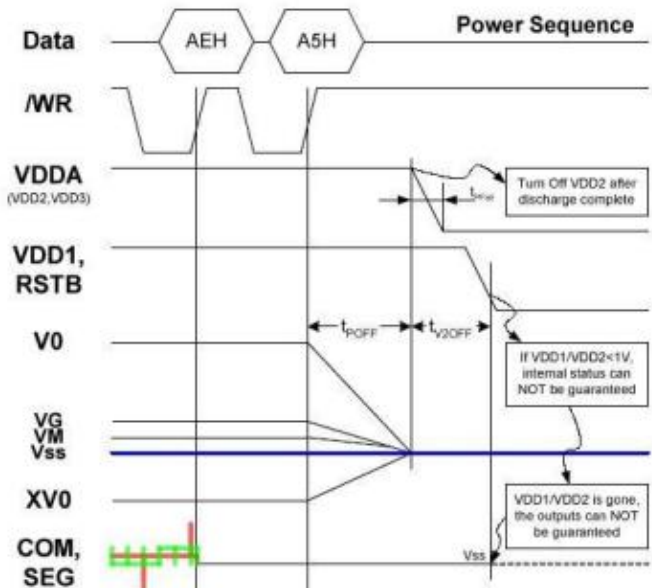 Power Sequence
Data
AEH
A5H
/WR
VDDA
(VDD2,VDD3)
Turn Off VDD2 after
discharge complete
VDD1,
RSTB
tPOFF
tV2OFF
V0
If VDD1/VDD2<1V,
internal status can
NOT be guaranteed
VG
VM
Vss
XV0
VDD1/VDD2 is gone,
the outputs can NOT
be guaranteed
COM,
SEG
Vss